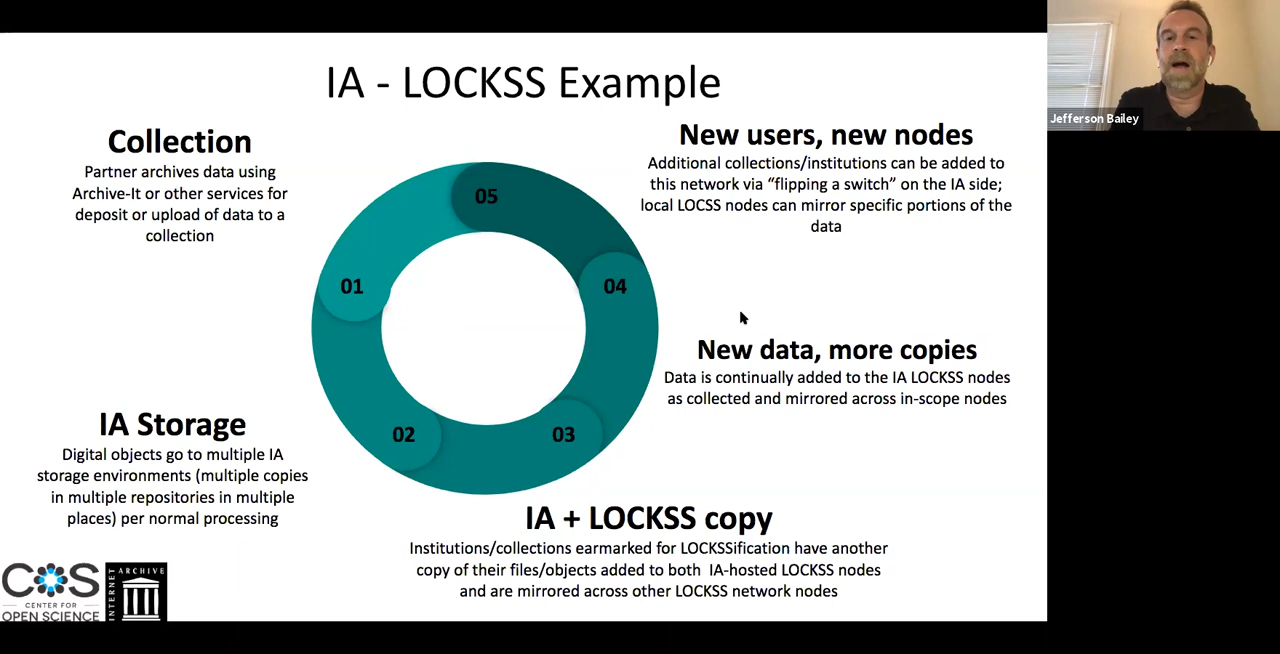 IA - LOCKSS Example
Jefferson Bailey
Collection
Partner archives data using
Archive-It or other services for
deposit or upload of data to a
collection
New users, new nodes
Additional collections/institutions can be added to
this network via “flipping a switch” on the IA side;
local LOCSS nodes can mirror specific portions of the
data
05
01
04
New data, more copies
Data is continually added to the IA LOCKSS nodes
as collected and mirrored across in-scope nodes
IA Storage
Digital objects go to multiple IA
storage environments (multiple copies
in multiple repositories in multiple
places) per normal processing
02
03
IA + LOCKSS copy
Institutions/collections earmarked for LOCKSSification have another
copy of their files/objects added to both IA-hosted LOCKSS nodes
and are mirrored across other LOCKSS network nodes
COS
CENTER FOR
OPEN SCIENCE
INTERNET
ARCHIVE